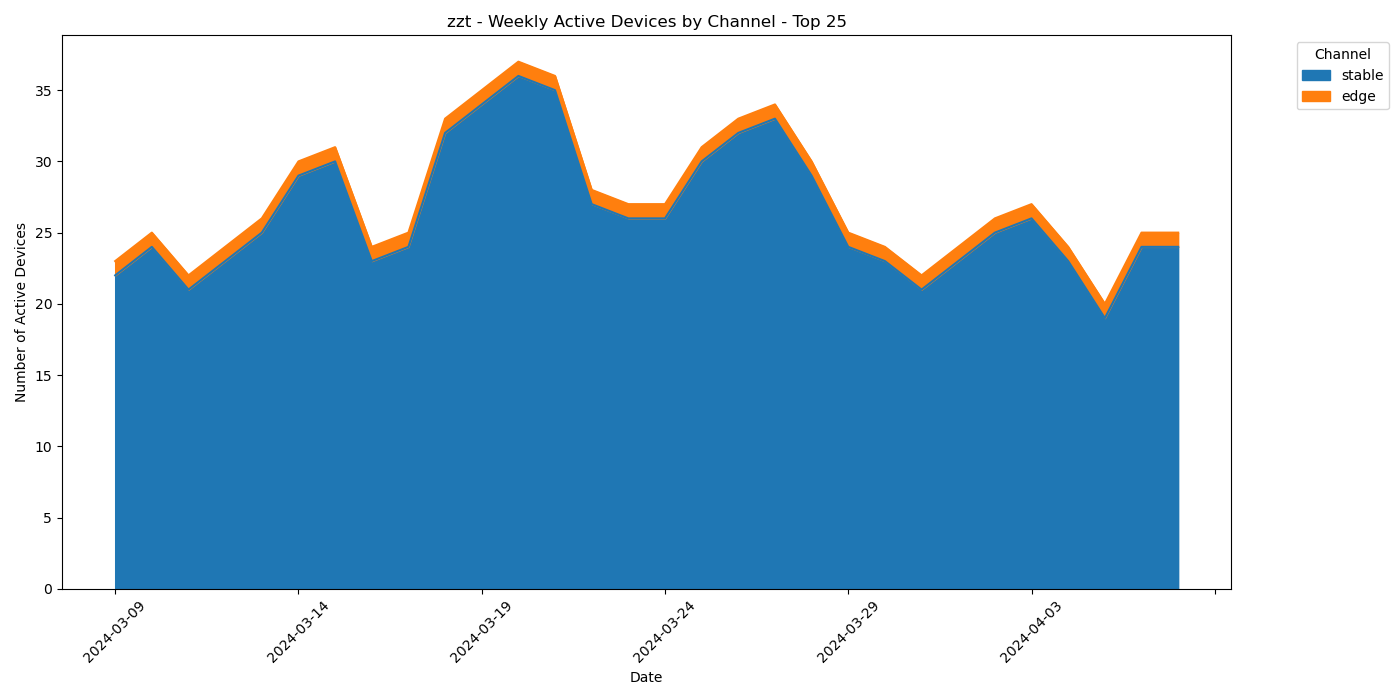 zzt - Weekly Active Devices by Channel - Top 25
Channel
stable
edge
Number of Active Devices
35
30
25
20
15
10
5
0
2024-03-09
2024-03-14
2024-03-19
2024-03-24
2024-03-29
2024-04-03
Date